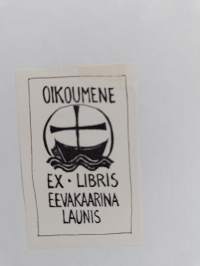 OIKOUMENE
EX • LIBRIS
EEVAKAARINA
LAUNIS